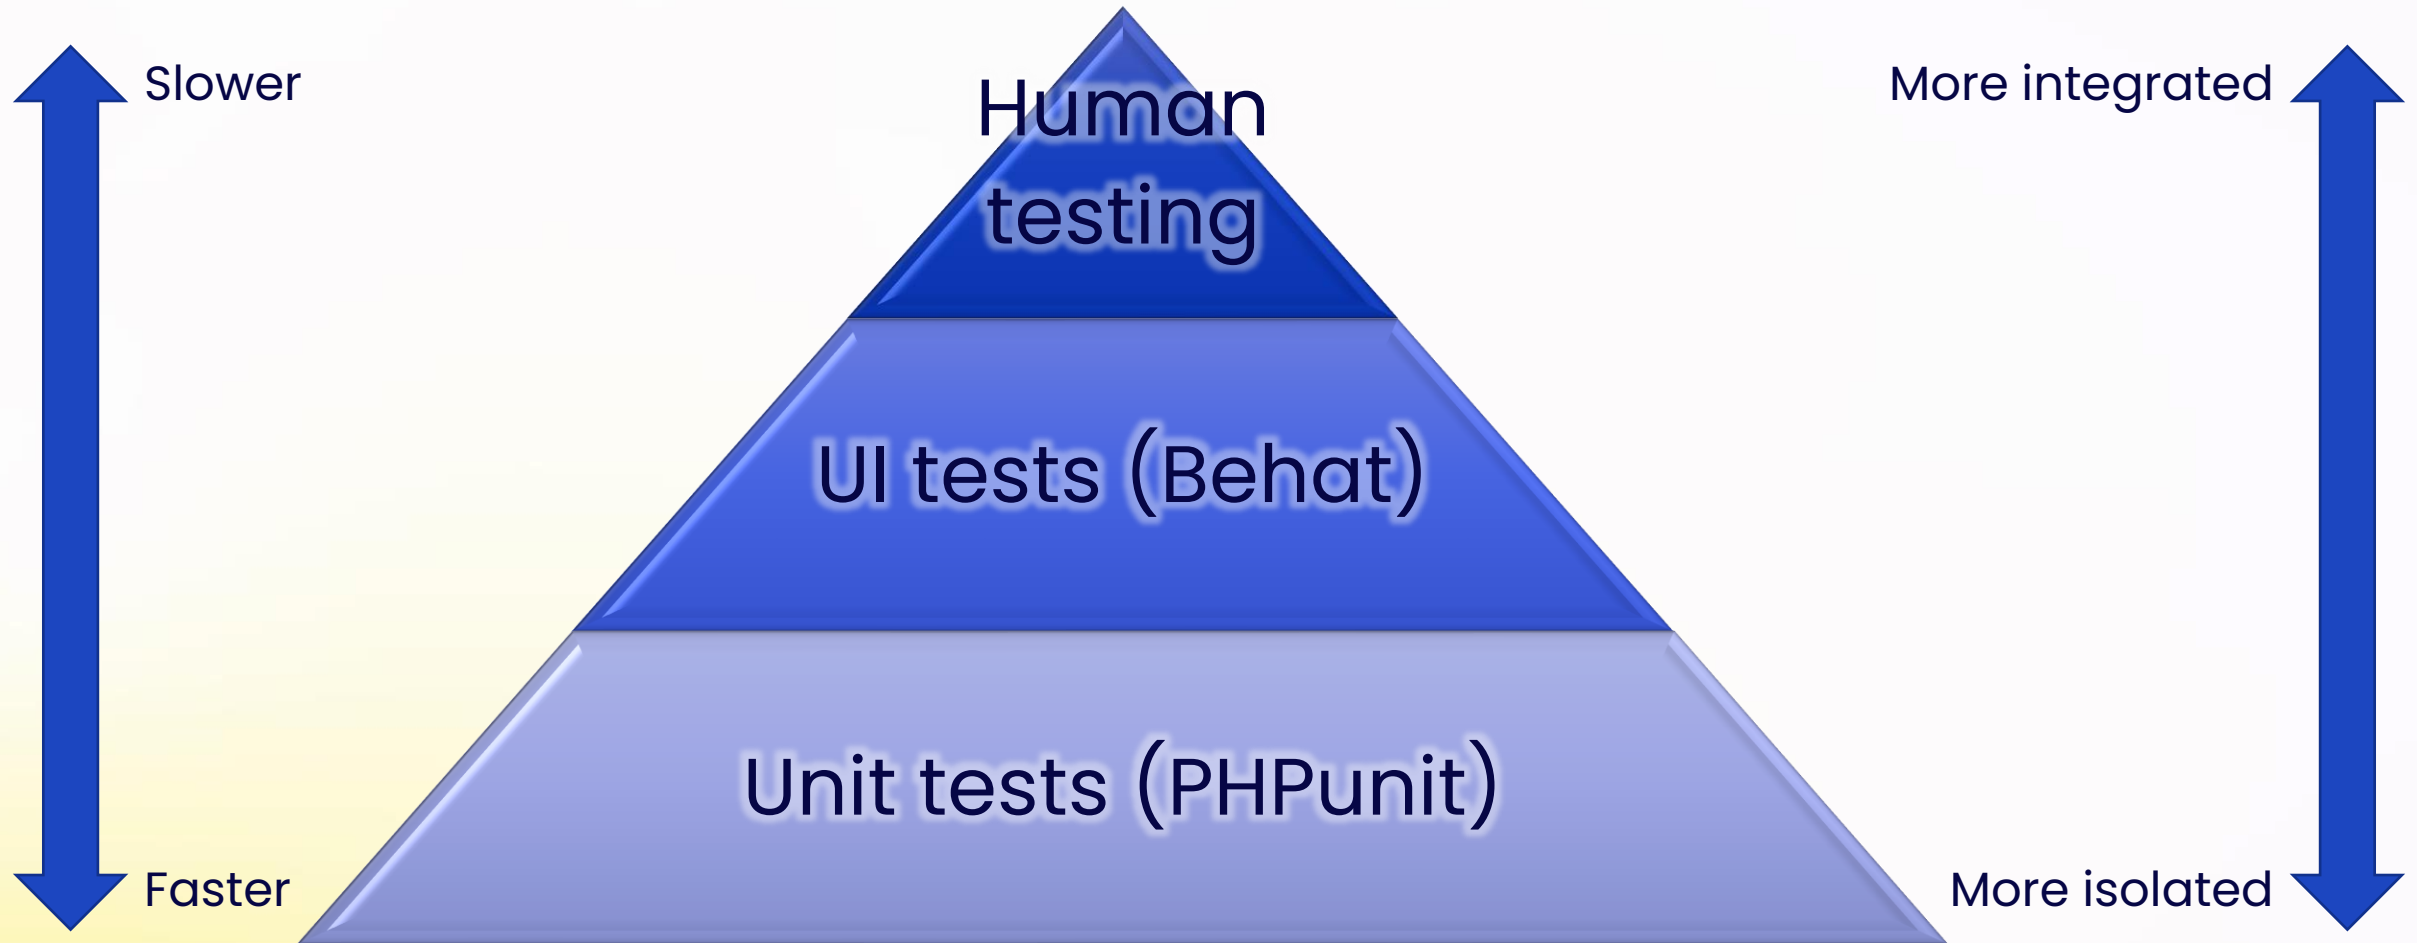 Slower
Human
testing
More integrated
UI tests (Behat)
Unit tests (PHPunit)
Faster
More isolated